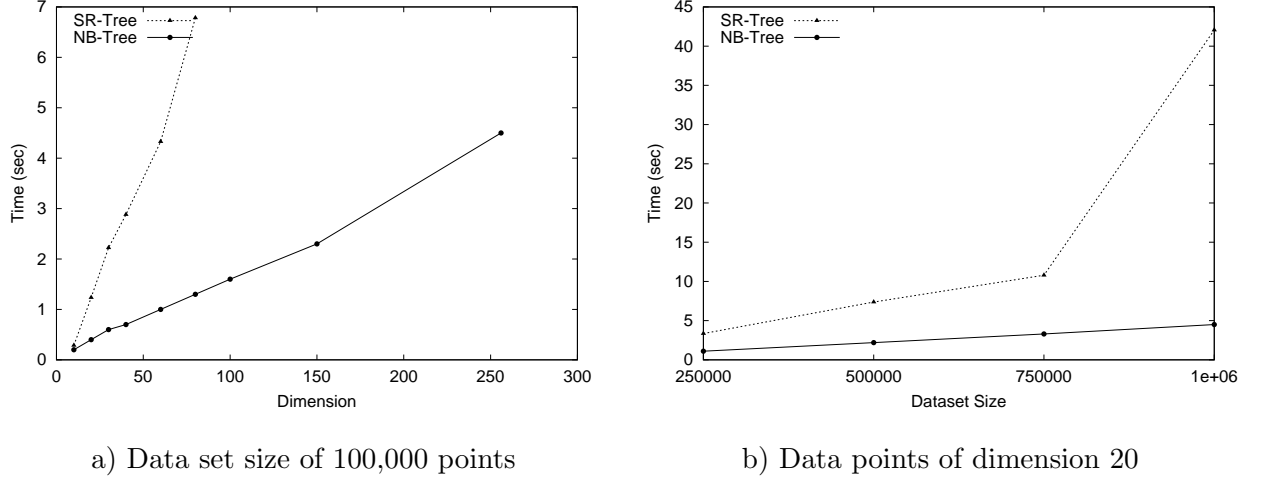 SR-Tree
NB-Tree
7
6
5
4
3
2
1
0
Time (sec)
0 50 100 150 200 250 300
Dimension
a) Data set size of 100,000 points
SR-Tree
NB-Tree
45
40
35
30
25
20
15
10
5
0
Time (sec)
250000 500000 750000 1e+06
Dataset Size
b) Data points of dimension 20